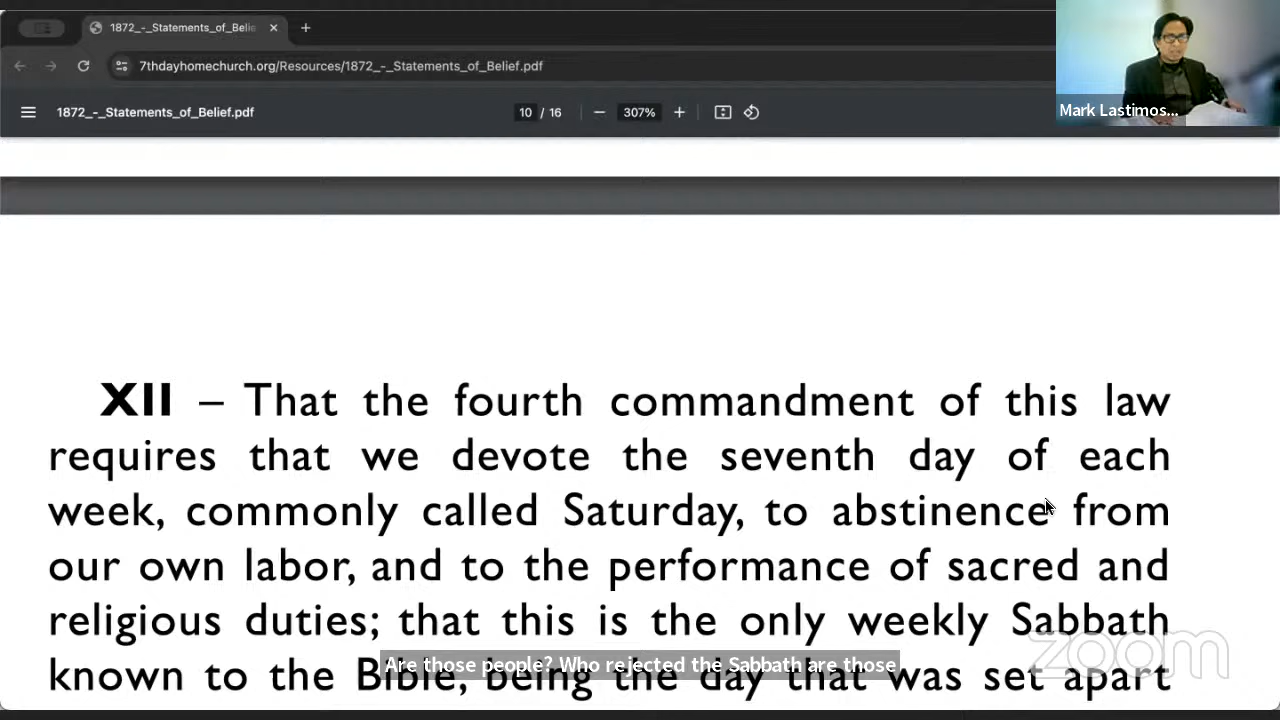 1872_-_Statements_of_Belie
7thdayhomechurch.org/Resources/1872_-_Statements_of_Belief.pdf
1872_-_Statements_of_Belief.pdf
10 / 16
307%
Mark Lastimos...
XII – That the fourth commandment of this law
requires that we devote the seventh day of each
week, commonly called Saturday, to abstinence from
our own labor, and to the performance of sacred and
religious duties; that this is the only weekly Sabbath
zoom
Are those people? Who rejected the Sabbath are those
known to the Bible, being the day that was set apart